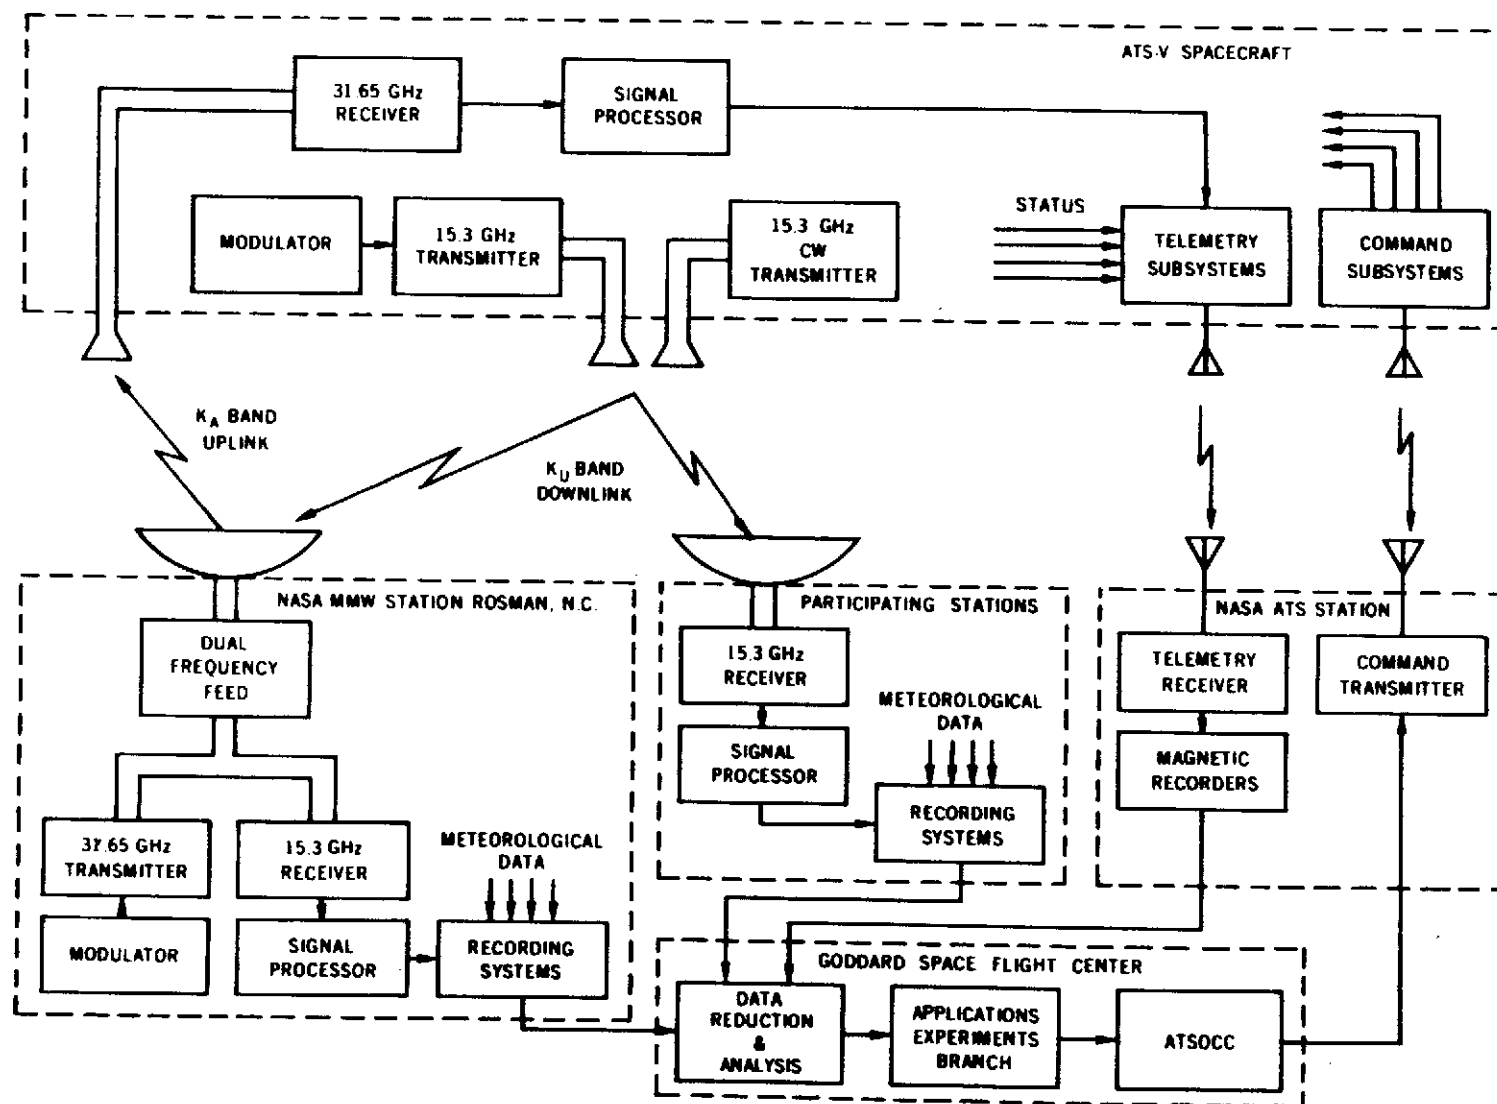 ATS-V SPACECRAFT
31.65 GHz
RECEIVER
SIGNAL
PROCESSOR
MODULATOR
15.3 GHz
TRANSMITTER
15.3 GHz
CW
TRANSMITTER
STATUS
TELEMETRY
SUBSYSTEMS
COMMAND
SUBSYSTEMS
KA BAND
UPLINK
KU BAND
DOWNLINK
NASA MMW STATION ROSMAN, N.C.
DUAL
FREQUENCY
FEED
31.65 GHz
TRANSMITTER
15.3 GHz
RECEIVER
METEOROLOGICAL
DATA
MODULATOR
SIGNAL
PROCESSOR
RECORDING
SYSTEMS
PARTICIPATING STATIONS
15.3 GHz
RECEIVER
METEOROLOGICAL
DATA
SIGNAL
PROCESSOR
RECORDING
SYSTEMS
NASA ATS STATION
TELEMETRY
RECEIVER
COMMAND
TRANSMITTER
MAGNETIC
RECORDERS
GODDARD SPACE FLIGHT CENTER
DATA
REDUCTION
&
ANALYSIS
APPLICATIONS
EXPERIMENTS
BRANCH
ATSOCC